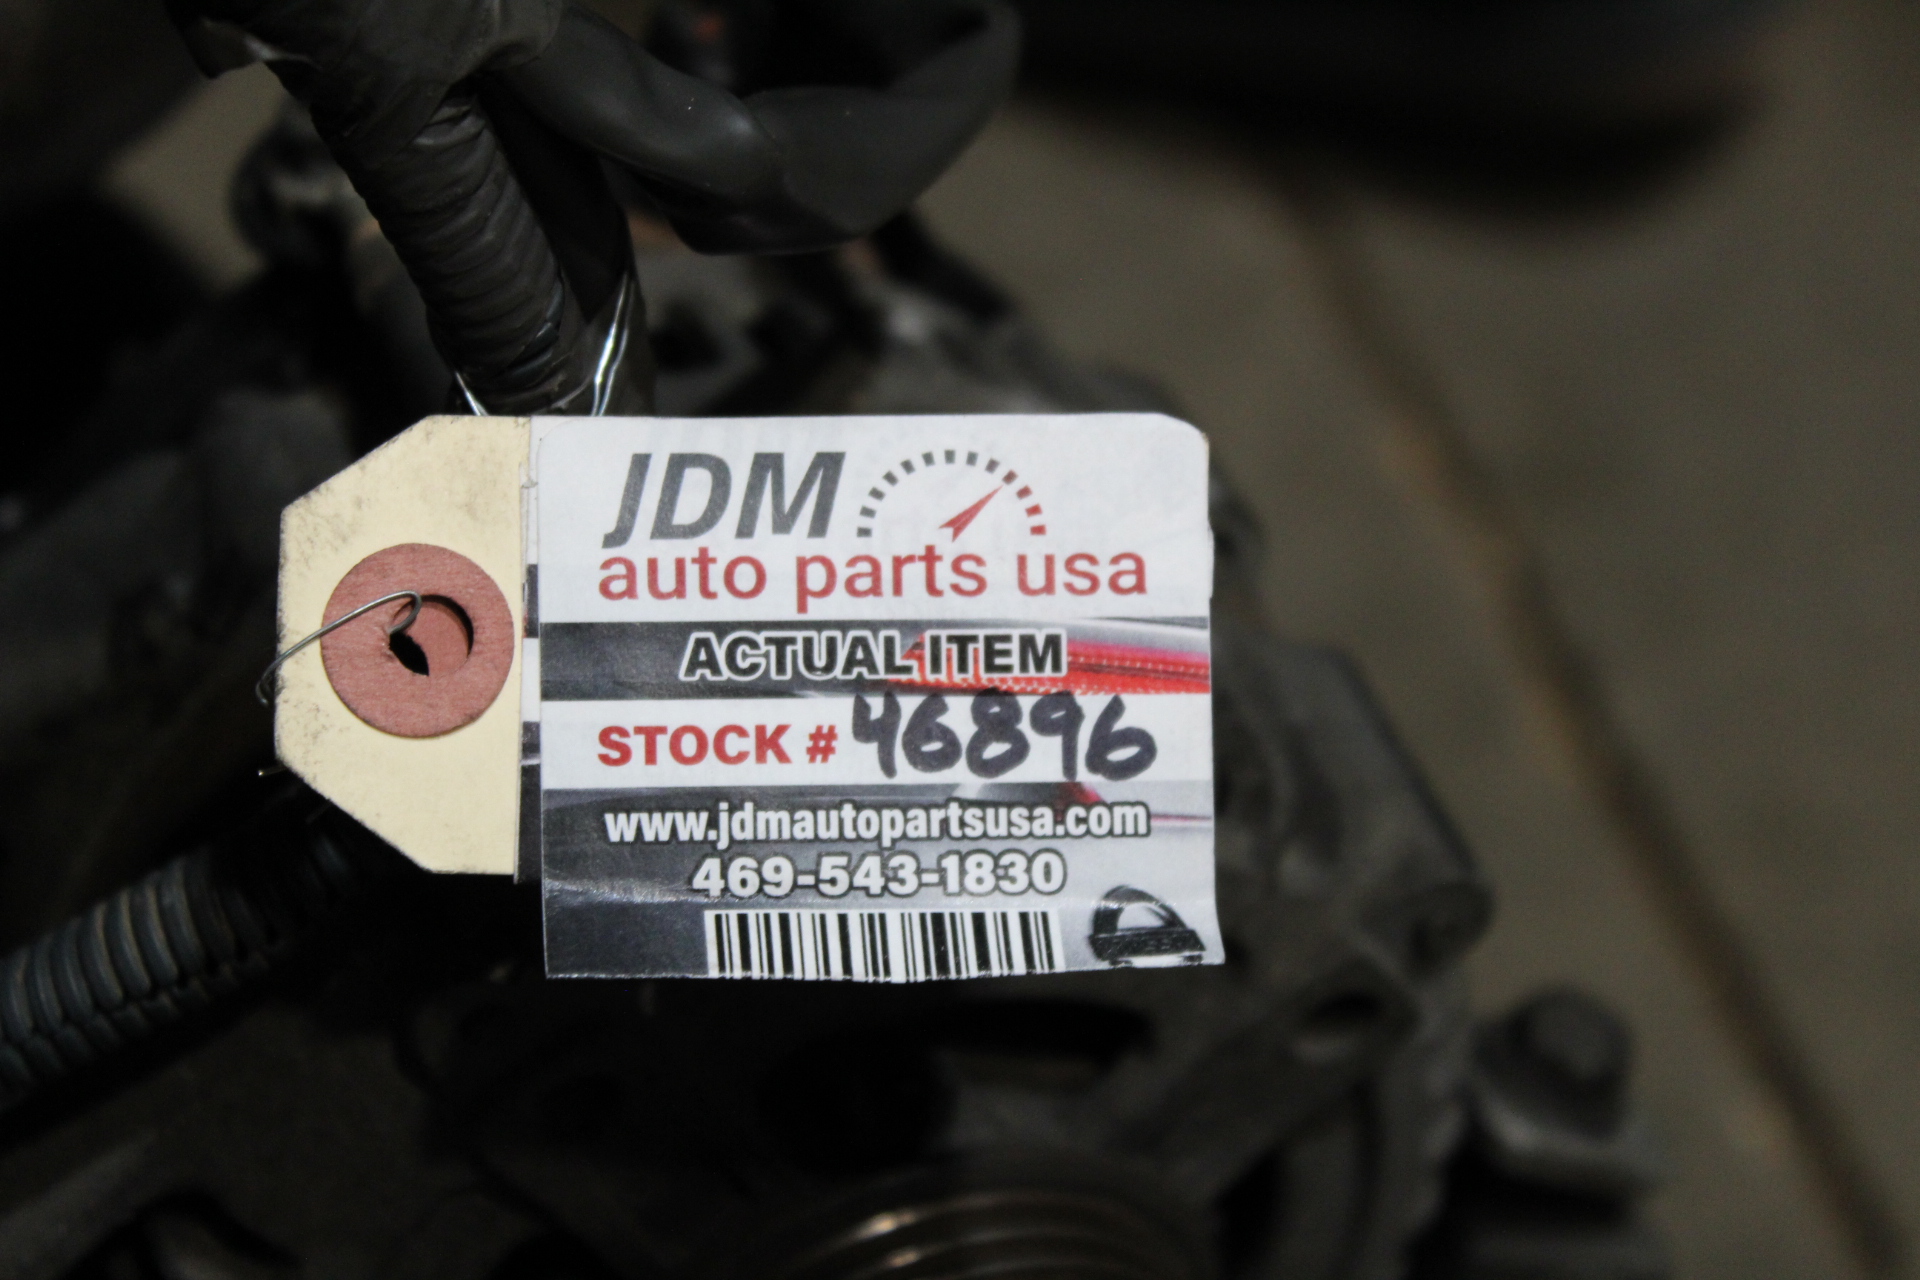 JDM
auto parts usa
ACTUAL ITEM
STOCK # 46896
www.jdmautopartsusa.com
469-543-1830